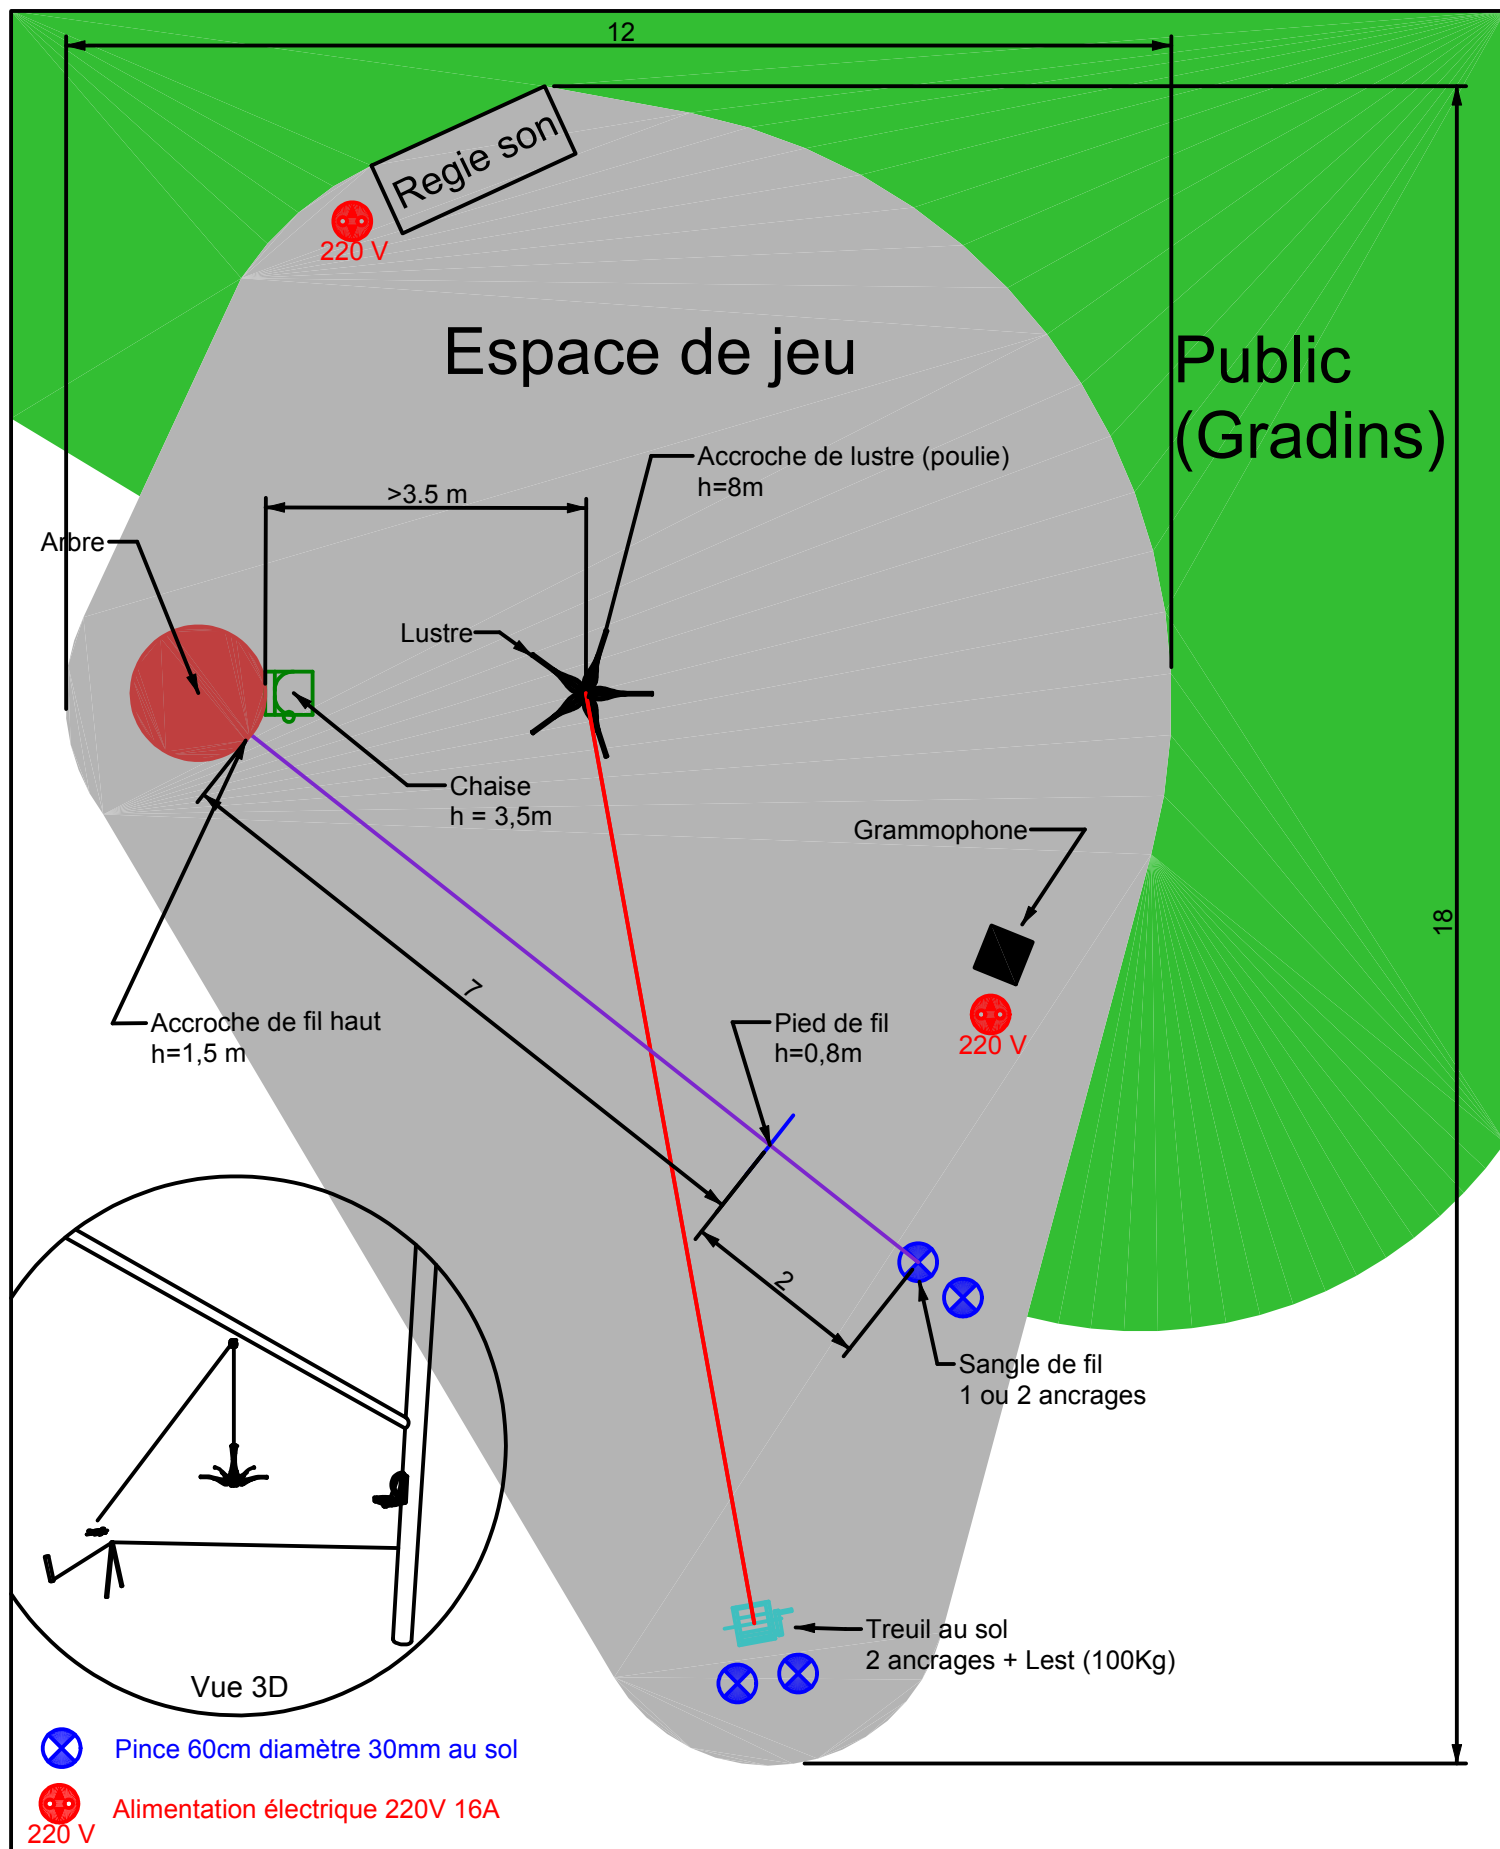 12
Regie son
220 V
Espace de jeu
Public
(Gradins)
Accroche de lustre (poulie)
h=8m
>3.5 m
Arbre
Lustre
Chaise
h = 3,5m
Grammophone
18
7
Accroche de fil haut
h=1,5 m
Pied de fil
h=0,8m
220 V
2
Sangle de fil
1 ou 2 ancrages
Treuil au sol
2 ancrages + Lest (100Kg)
Vue 3D
Pince 60cm diamètre 30mm au sol
Alimentation électrique 220V 16A
220 V